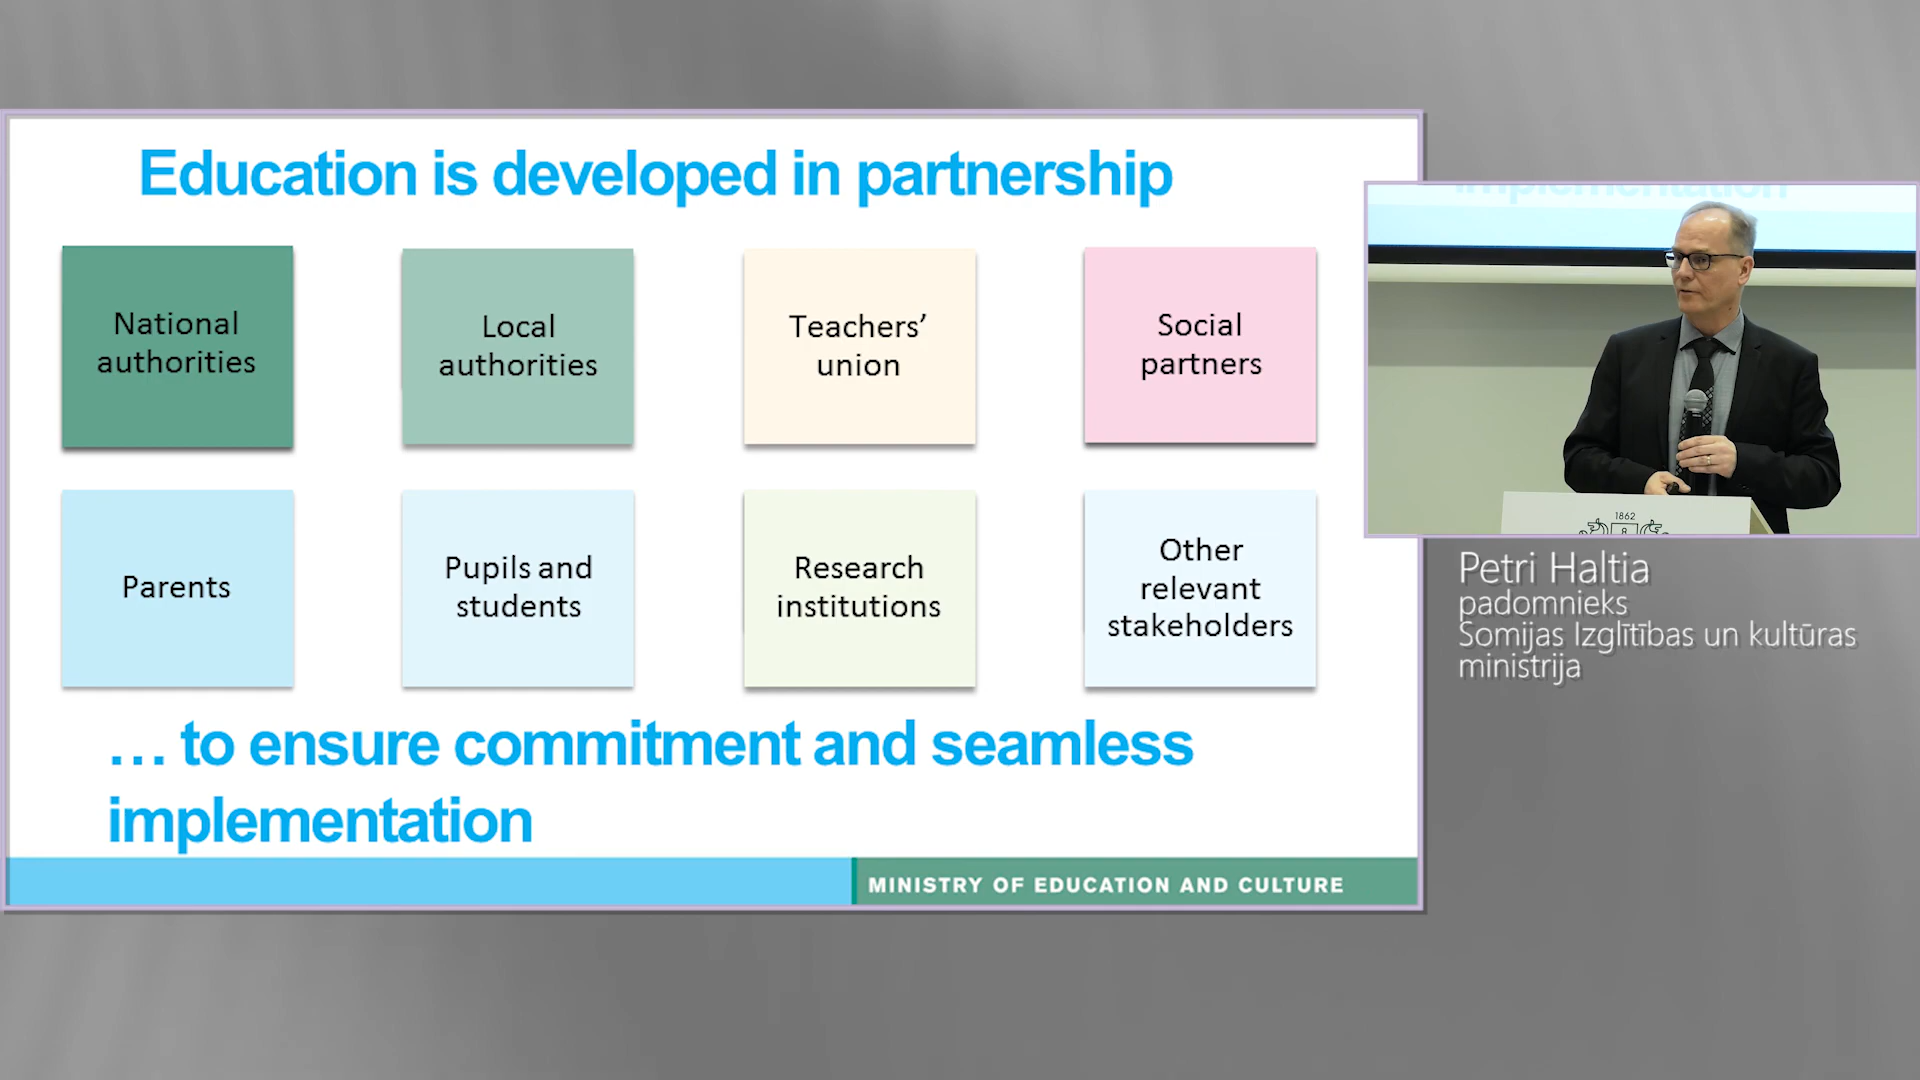 Education is developed in partnership
National
authorities
Local
authorities
Teachers’
union
Social
partners
Parents
Pupils and
students
Research
institutions
Other
relevant
stakeholders
… to ensure commitment and seamless
implementation
MINISTRY OF EDUCATION AND CULTURE
implementation
1862
Petri Haltia
padomnieks
Somijas Izglītības un kultūras
ministrija